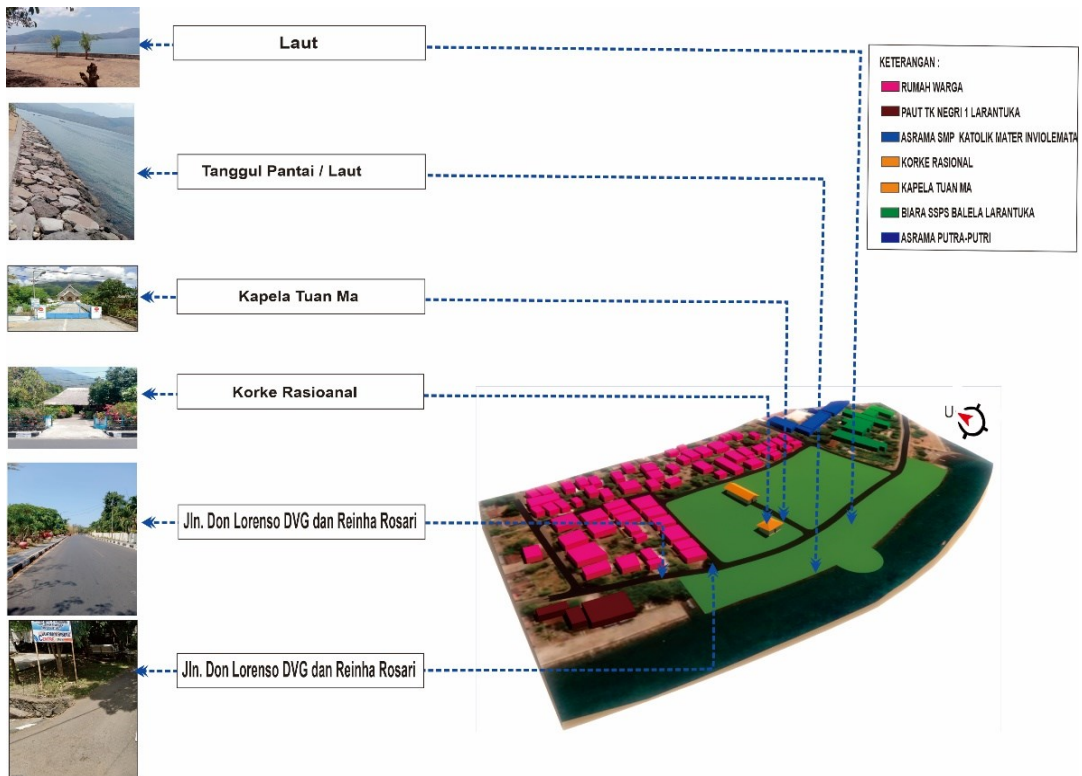 Laut
Tanggul Pantai / Laut
Kapela Tuan Ma
Korke Rasioanal
Jln. Don Lorenso DVG dan Reinha Rosari
Jln. Don Lorenso DVG dan Reinha Rosari
KETERANGAN :
RUMAH WARGA
PAUT TK NEGRI 1 LARANTUKA
ASRAMA SMP KATOLIK MATER INVIOLEMATA
KORKE RASIONAL
KAPELA TUAN MA
BIARA SSPS BALELA LARANTUKA
ASRAMA PUTRA-PUTRI
U